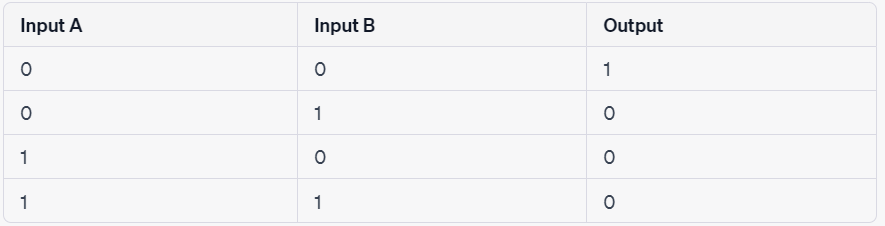 Input A Input B Output
0 0 1
0 1 0
1 0 0
1 1 0